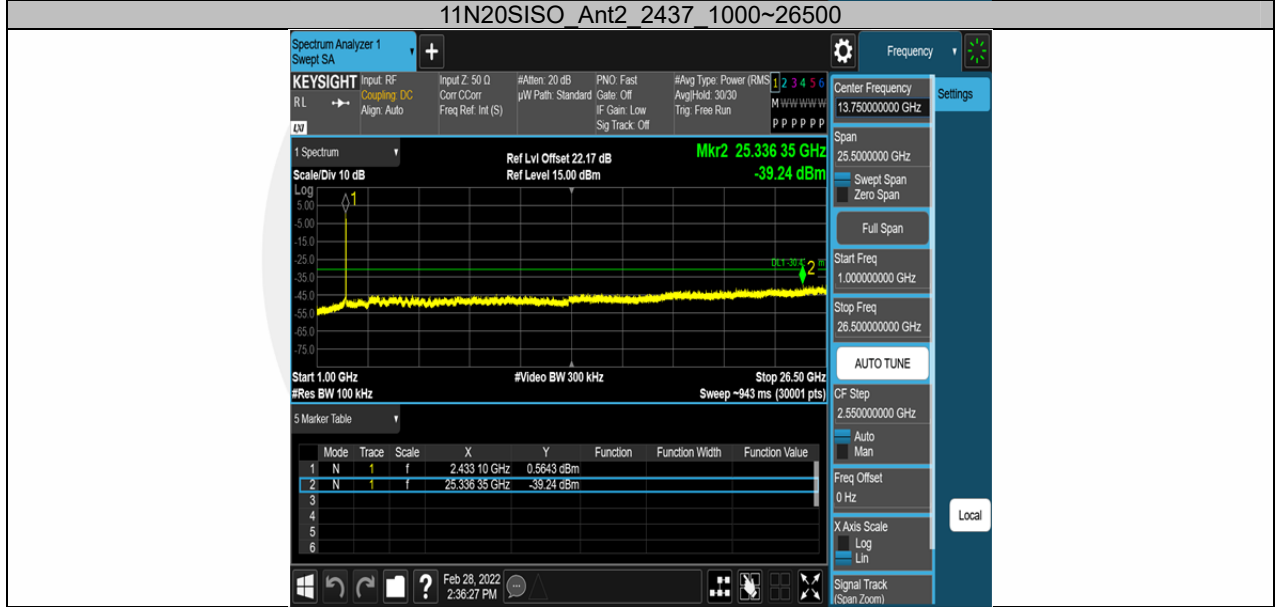 11N20SISO_Ant2_2437_1000~26500
Spectrum Analyzer 1
Swept SA
+
Frequency
KEYSIGHT
RL
LXI
Input: RF
Coupling: DC
Align: Auto
Input Z: 50 Ω
Corr CCorr
Freq Ref: Int (S)
#Atten: 20 dB
µW Path: Standard
PNO: Fast
Gate: Off
IF Gain: Low
Sig Track: Off
#Avg Type: Power (RMS
Avg|Hold: 30/30
Trig: Free Run
1 2 3 4 5 6
M W W W W W
P P P P P P
1 Spectrum
Scale/Div 10 dB
Ref Lvl Offset 22.17 dB
Ref Level 15.00 dBm
Mkr2 25.336 35 GHz
-39.24 dBm
Log
5.00
-5.00
-15.0
-25.0
-35.0
-45.0
-55.0
-65.0
-75.0
1
2
Start 1.00 GHz
#Res BW 100 kHz
#Video BW 300 kHz
Stop 26.50 GHz
Sweep ~943 ms (30001 pts)
5 Marker Table
Mode Trace Scale X Y Function Function Width Function Value
1 N 1 f 2.433 10 GHz 0.5643 dBm
2 N 1 f 25.336 35 GHz -39.24 dBm
3
4
5
6
?
Feb 28, 2022
2:36:27 PM
Center Frequency
13.750000000 GHz
Settings
Span
25.5000000 GHz
Swept Span
Zero Span
Full Span
Start Freq
1.000000000 GHz
Stop Freq
26.500000000 GHz
AUTO TUNE
CF Step
2.550000000 GHz
Auto
Man
Freq Offset
0 Hz
X Axis Scale
Log
Lin
Local
Signal Track
(Span Zoom)